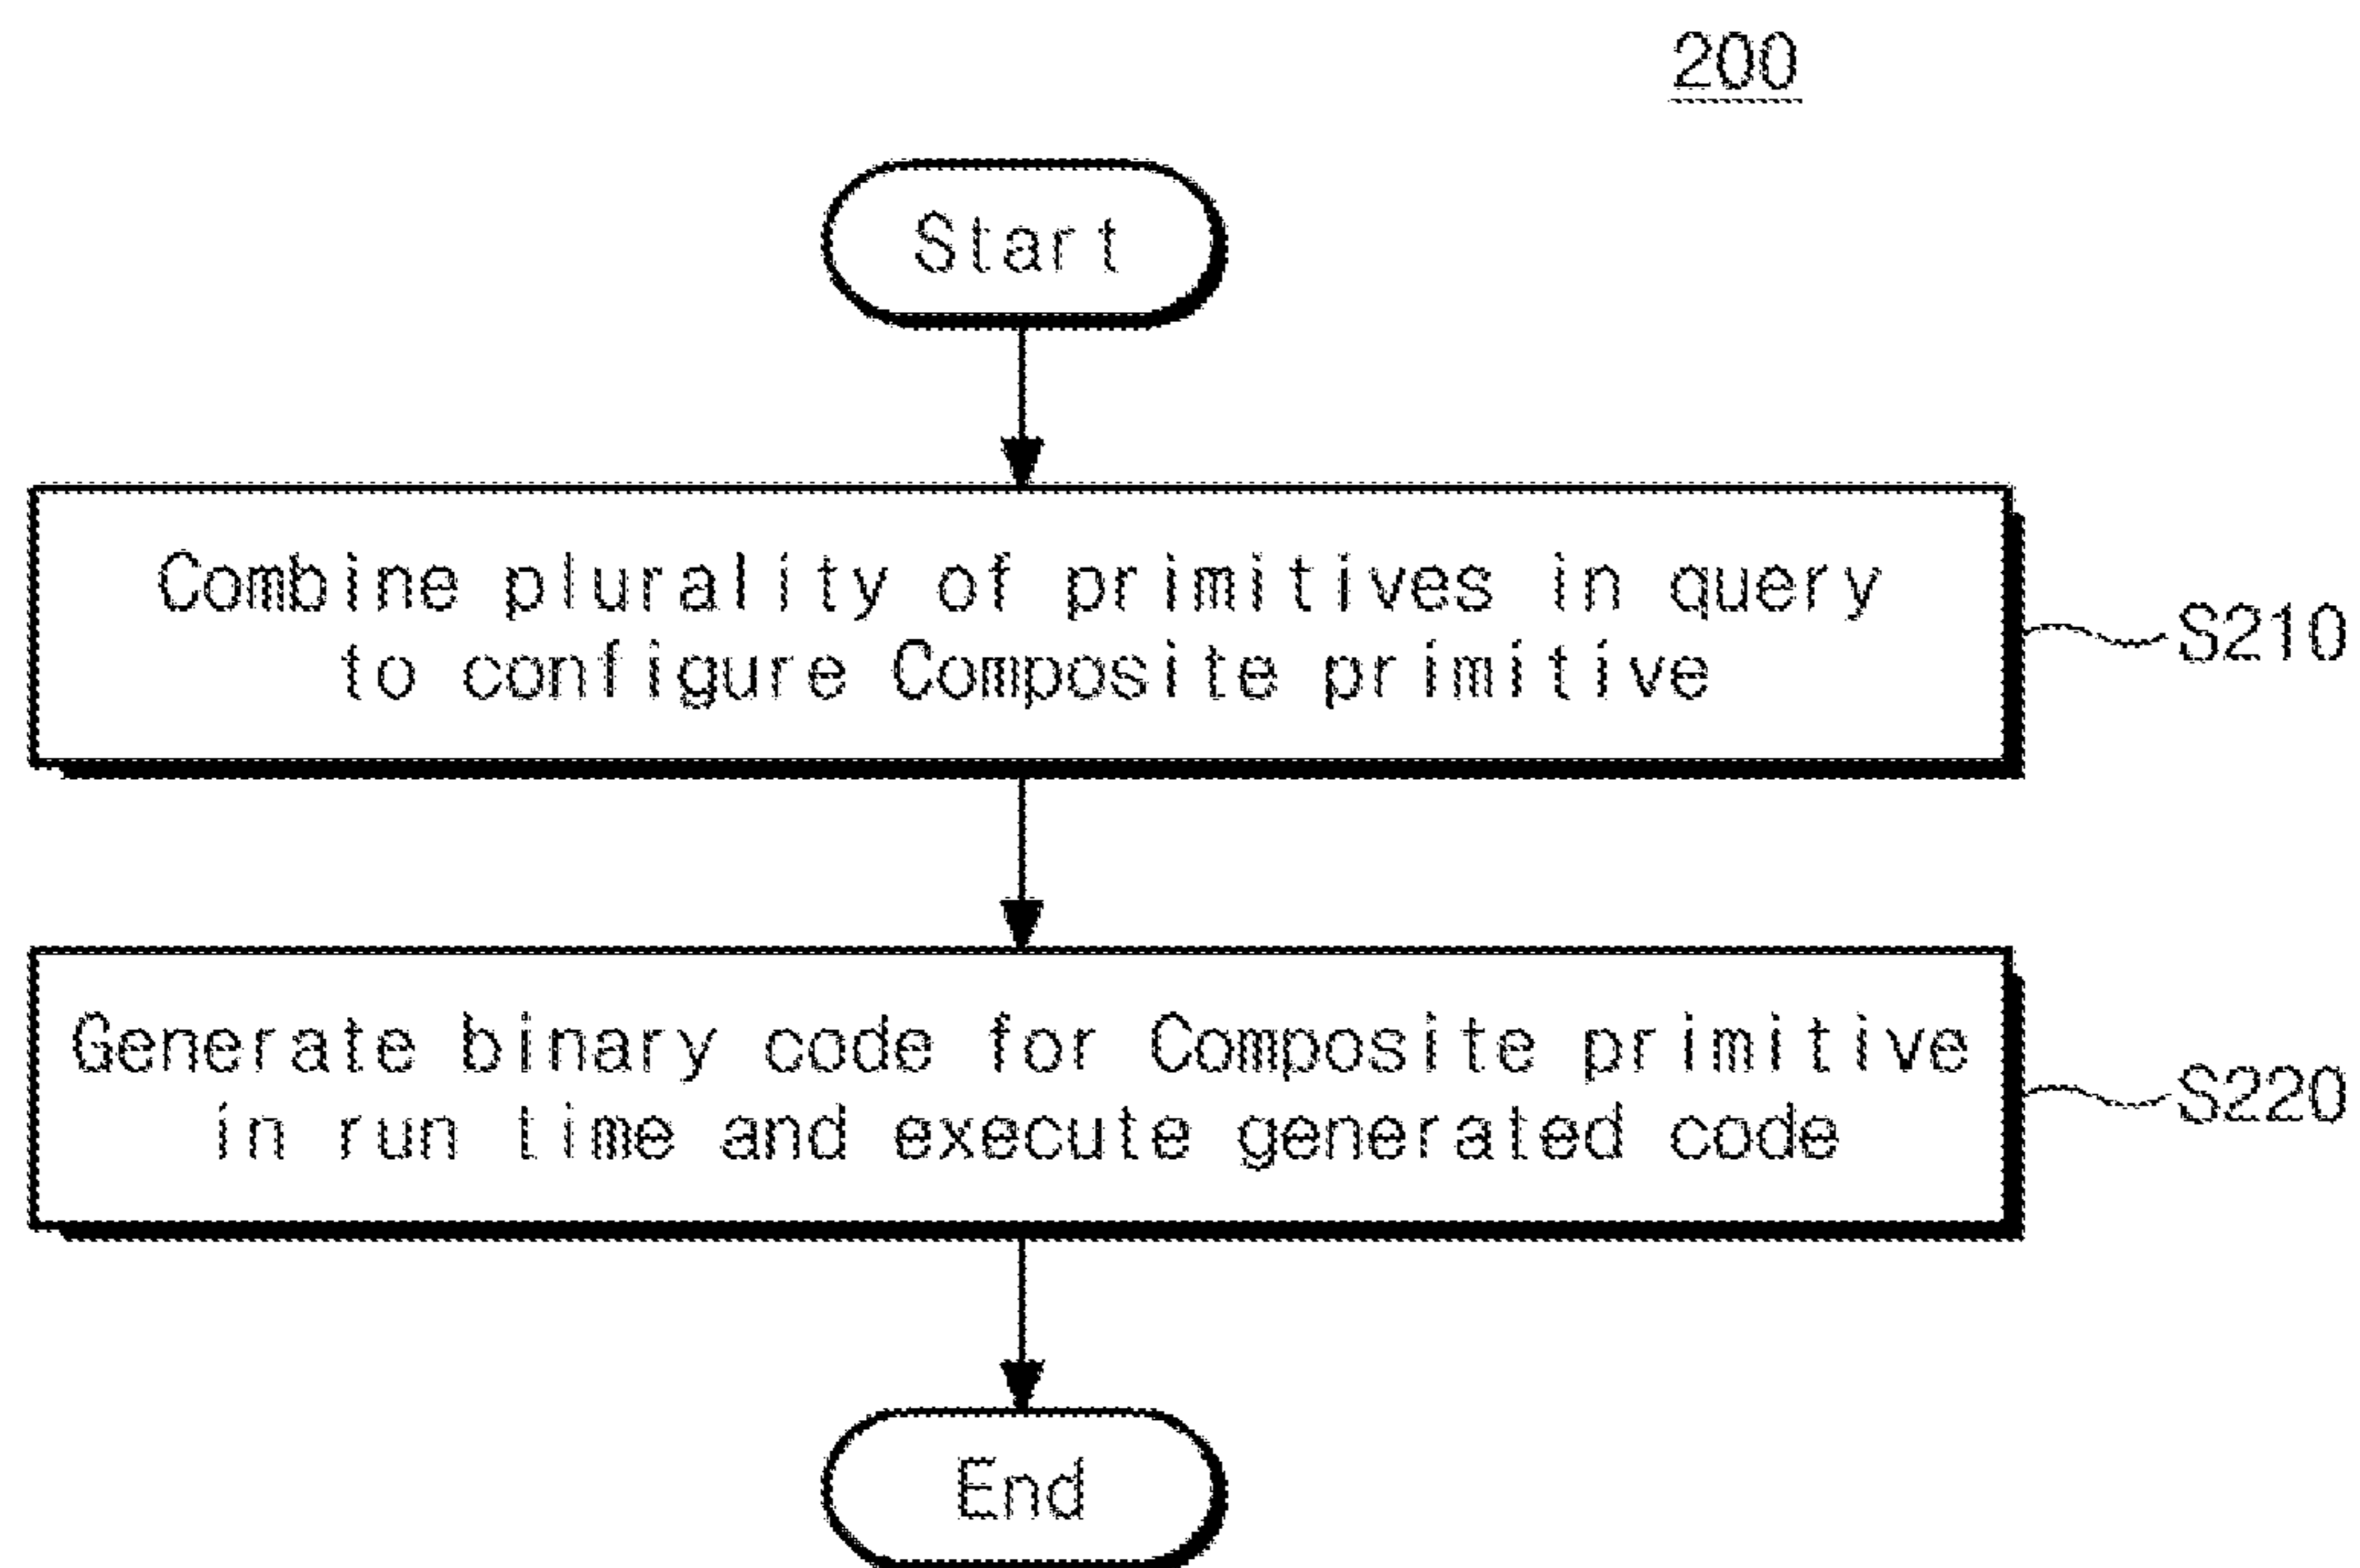 200
Start
Combine plurality of primitives in query
to configure Composite primitive
S210
Generate binary code for Composite primitive
in run time and execute generated code
S220
End